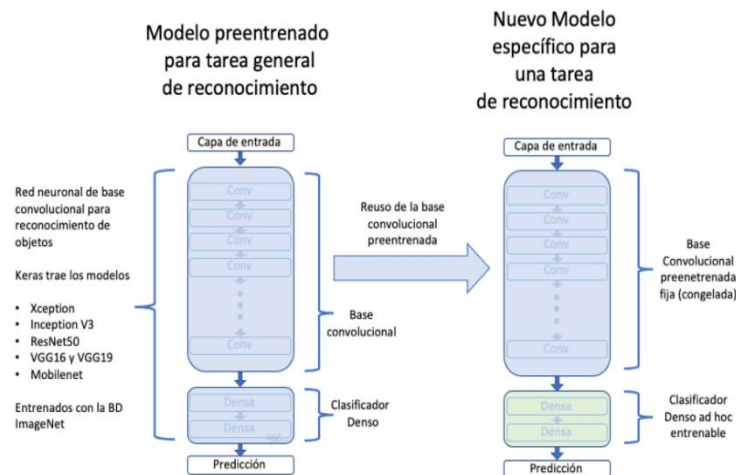 Modelo preentrenado
para tarea general
de reconocimiento
Capa de entrada
Red neuronal de base
convolucional para
reconocimiento de
objetos
Keras trae los modelos
• Xception
• Inception V3
• ResNet50
• VGG16 y VGG19
• Mobilenet
Entrenados con la BD
ImageNet
Conv
Conv
Conv
Conv
Conv
Base
convolucional
Densa
Densa
Clasificador
Denso
Predicción
Reuso de la base
convolucional
preentrenada
Nuevo Modelo
específico para
una tarea
de reconocimiento
Capa de entrada
Conv
Conv
Conv
Conv
Conv
Base
Convolucional
preenetrenada
fija (congelada)
Densa
Densa
Clasificador
Denso ad hoc
entrenable
Predicción